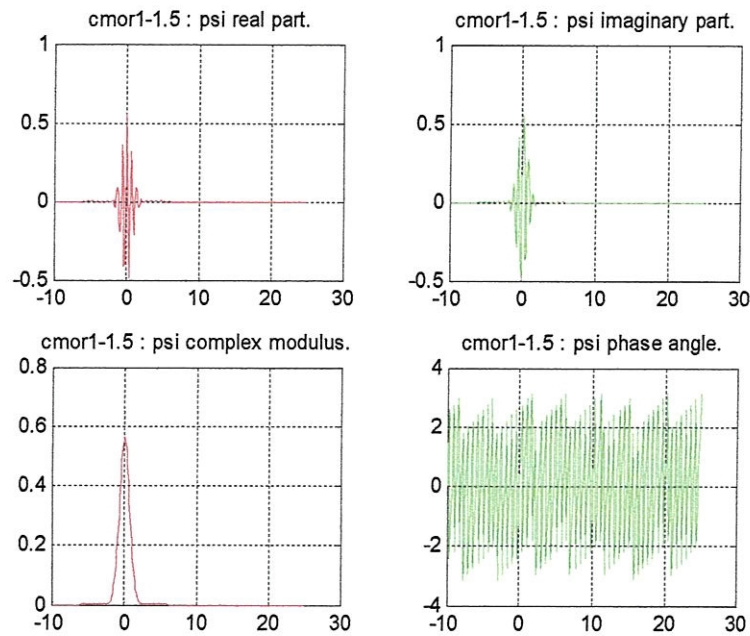 cmor1-1.5 : psi real part.
1
0.5
0
-0.5
-10 0 10 20 30
cmor1-1.5 : psi imaginary part.
1
0.5
0
-0.5
-10 0 10 20 30
cmor1-1.5 : psi complex modulus.
0.8
0.6
0.4
0.2
0
-10 0 10 20 30
cmor1-1.5 : psi phase angle.
4
2
0
-2
-4
-10 0 10 20 30